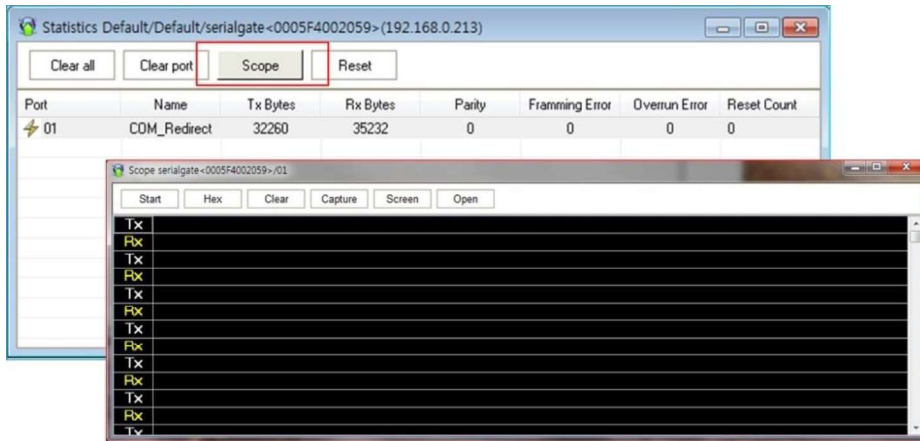 Statistics Default/Default/serialgate<0005F4002059>(192.168.0.213)
Clear all Clear port Scope Reset
Port Name Tx Bytes Rx Bytes Parity Framming Error Overrun Error Reset Count
01 COM_Redirect 32260 35232 0 0 0 0
Scope serialgate<0005F4002059>/01
Start Hex Clear Capture Screen Open
Tx
Rx
Tx
Rx
Tx
Rx
Tx
Rx
Tx
Rx
Tx
Rx
Tx